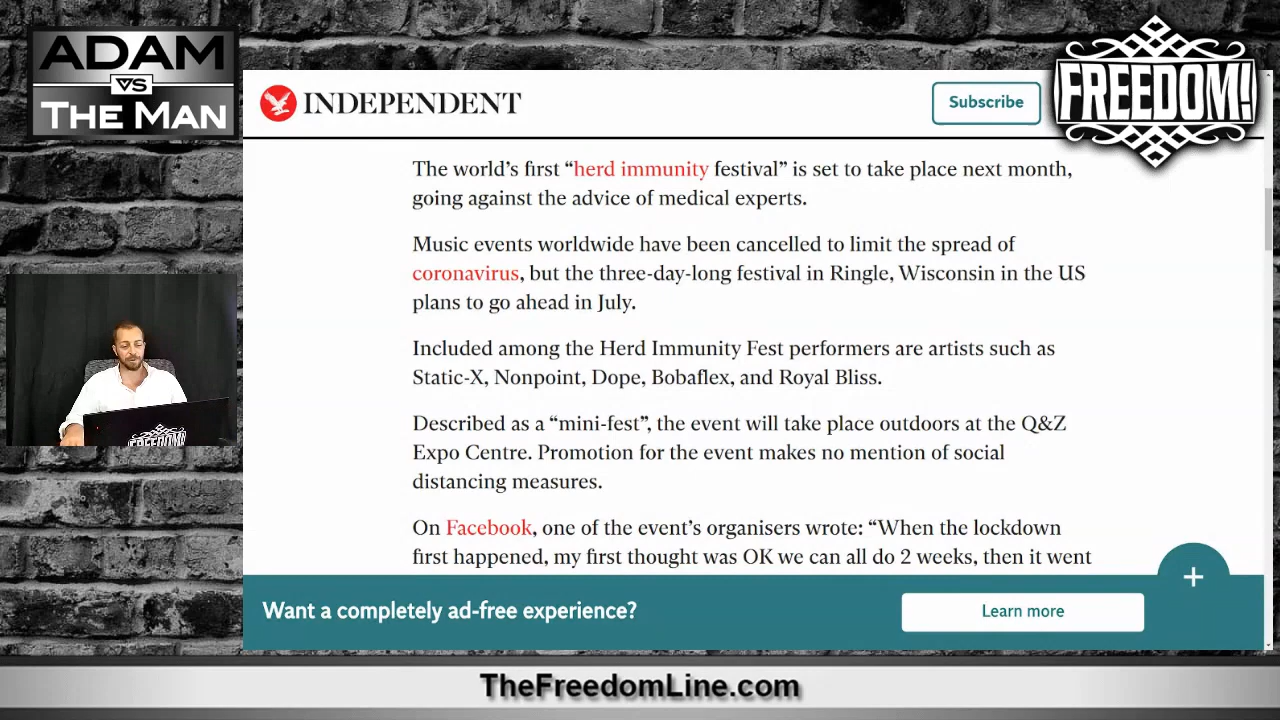 ADAM
VS
THE MAN
INDEPENDENT
Subscribe
FREEDOM!
The world's first “herd immunity festival” is set to take place next month,
going against the advice of medical experts.
Music events worldwide have been cancelled to limit the spread of
coronavirus, but the three-day-long festival in Ringle, Wisconsin in the US
plans to go ahead in July.
Included among the Herd Immunity Fest performers are artists such as
Static-X, Nonpoint, Dope, Bobaflex, and Royal Bliss.
Described as a “mini-fest”, the event will take place outdoors at the Q&Z
Expo Centre. Promotion for the event makes no mention of social
distancing measures.
On Facebook, one of the event's organisers wrote: “When the lockdown
first happened, my first thought was OK we can all do 2 weeks, then it went
FREEDOM!
+
Want a completely ad-free experience?
Learn more
TheFreedomLine.com